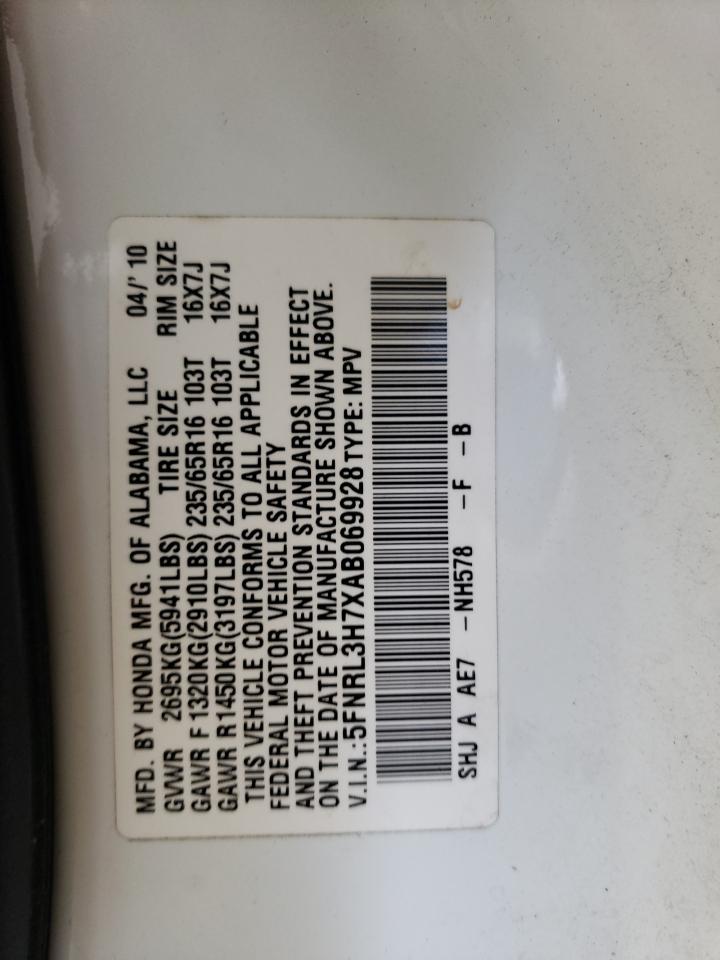 MFD. BY HONDA MFG. OF ALABAMA, LLC 04/' 10
GVWR 2695KG(5941LBS) TIRE SIZE RIM SIZE
GAWR F 1320KG(2910LBS) 235/65R16 103T 16X7J
GAWR R1450KG(3197LBS) 235/65R16 103T 16X7J
THIS VEHICLE CONFORMS TO ALL APPLICABLE
FEDERAL MOTOR VEHICLE SAFETY
AND THEFT PREVENTION STANDARDS IN EFFECT
ON THE DATE OF MANUFACTURE SHOWN ABOVE.
V.I.N.:5FNRL3H7XAB069928 TYPE: MPV
SHJ A AE7 -NH578 -F -B